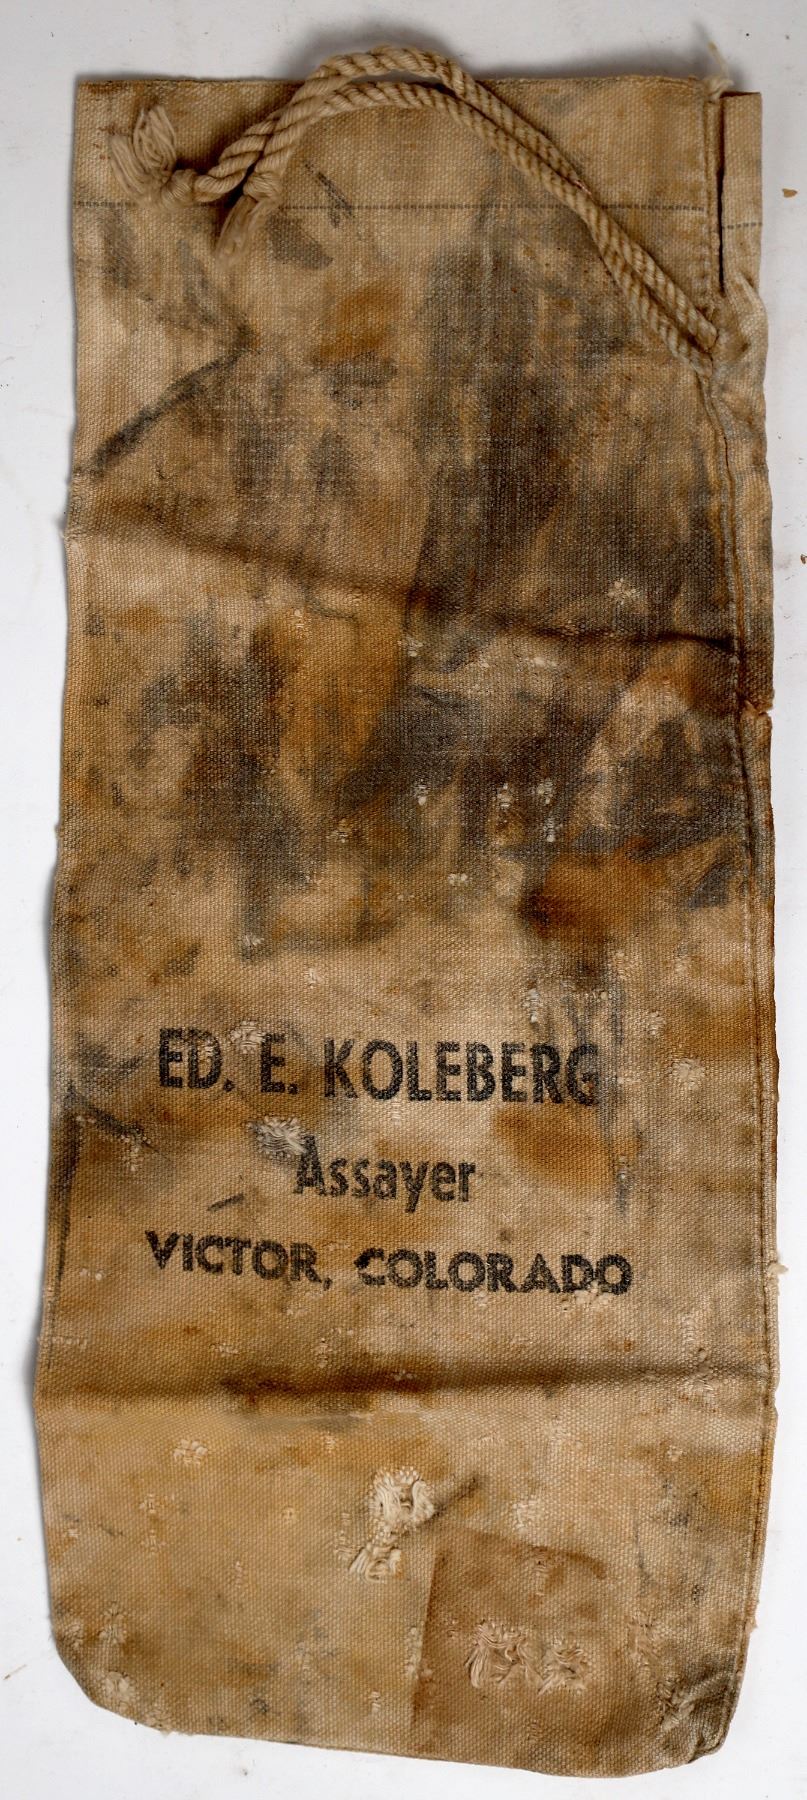 ED. E. KOLEBERG
Assayer
VICTOR, COLORADO